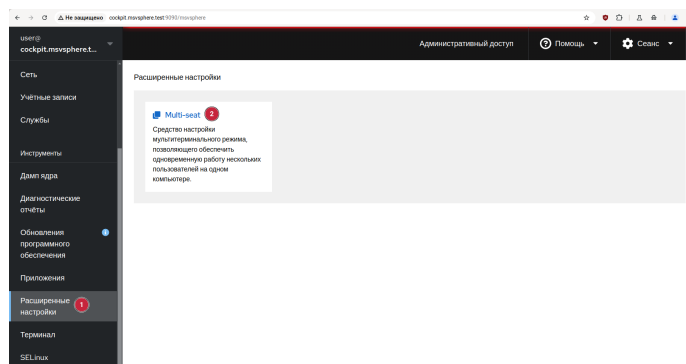 Не защищено cockpit.msvsphere.test:9090/msvsphere
user@
cockpit.msvsphere.t...
Административный доступ
Помощь
Сеанс
Сеть
Учётные записи
Службы
Инструменты
Дамп ядра
Диагностические
отчёты
Обновления
программного
обеспечения
Приложения
Расширенные
настройки
1
Терминал
SELinux
Расширенные настройки
Multi-seat 2
Средство настройки
мультитерминального режима,
позволяющего обеспечить
одновременную работу нескольких
пользователей на одном
компьютере.